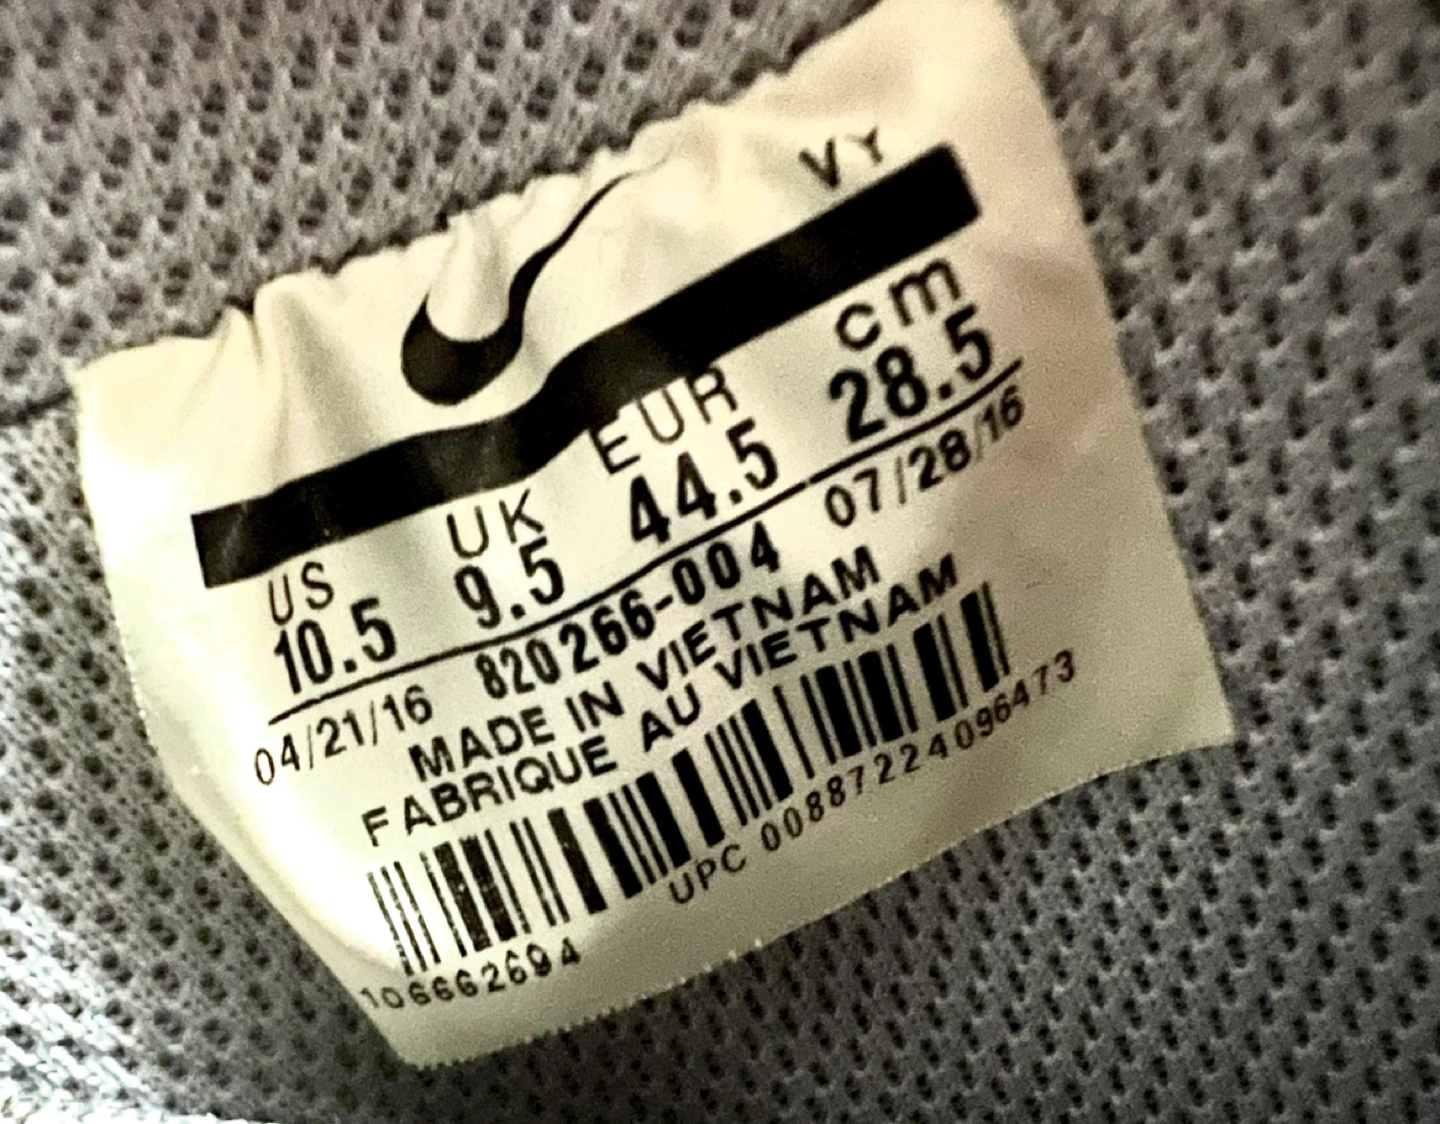 VY
US UK EUR cm
10.5 9.5 44.5 28.5
04/21/16 820266-004 07/28/16
MADE IN VIETNAM
FABRIQUE AU VIETNAM
UPC 00887224096473
106662694